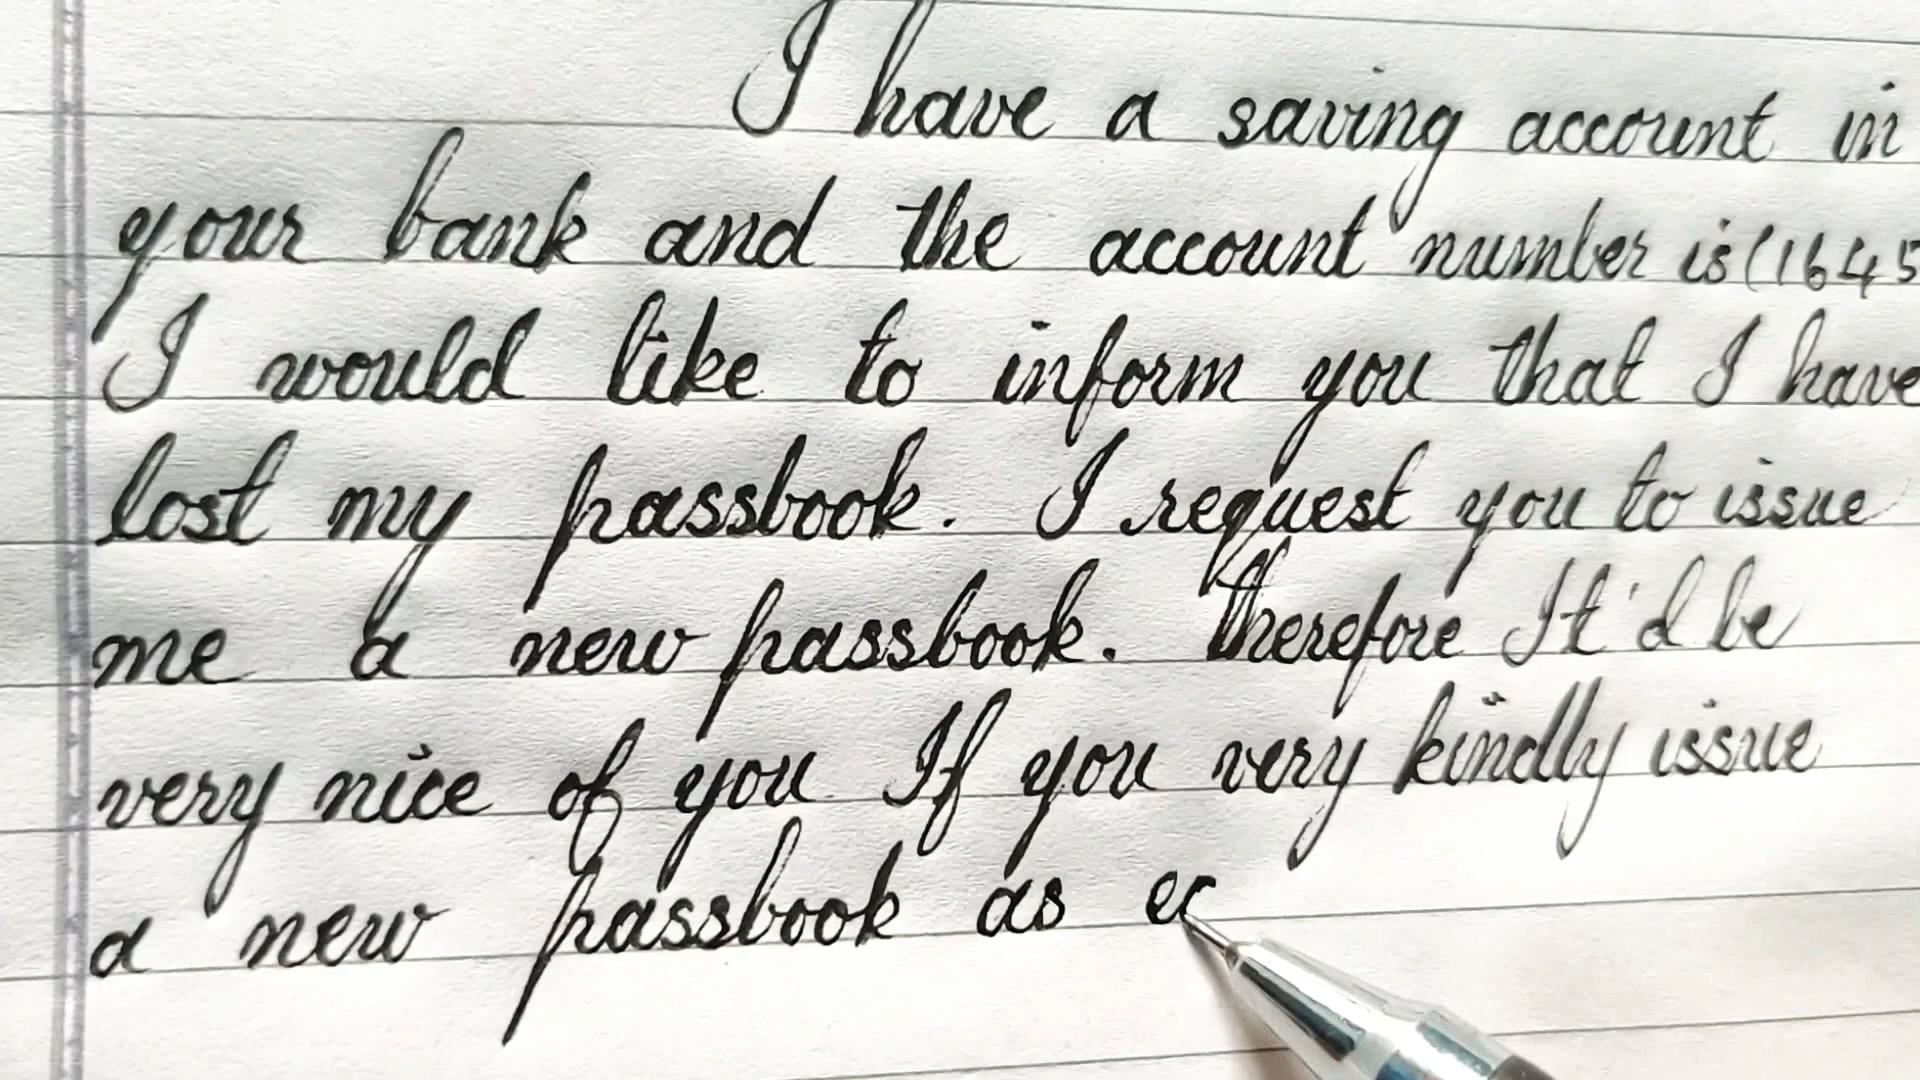 I have a saving account in
your bank and the account number is (1645
I would like to inform you that I have
lost my passbook. I request you to issue
me a new passbook. Therefore It'd be
very nice of you If you very kindly issue
a new passbook as